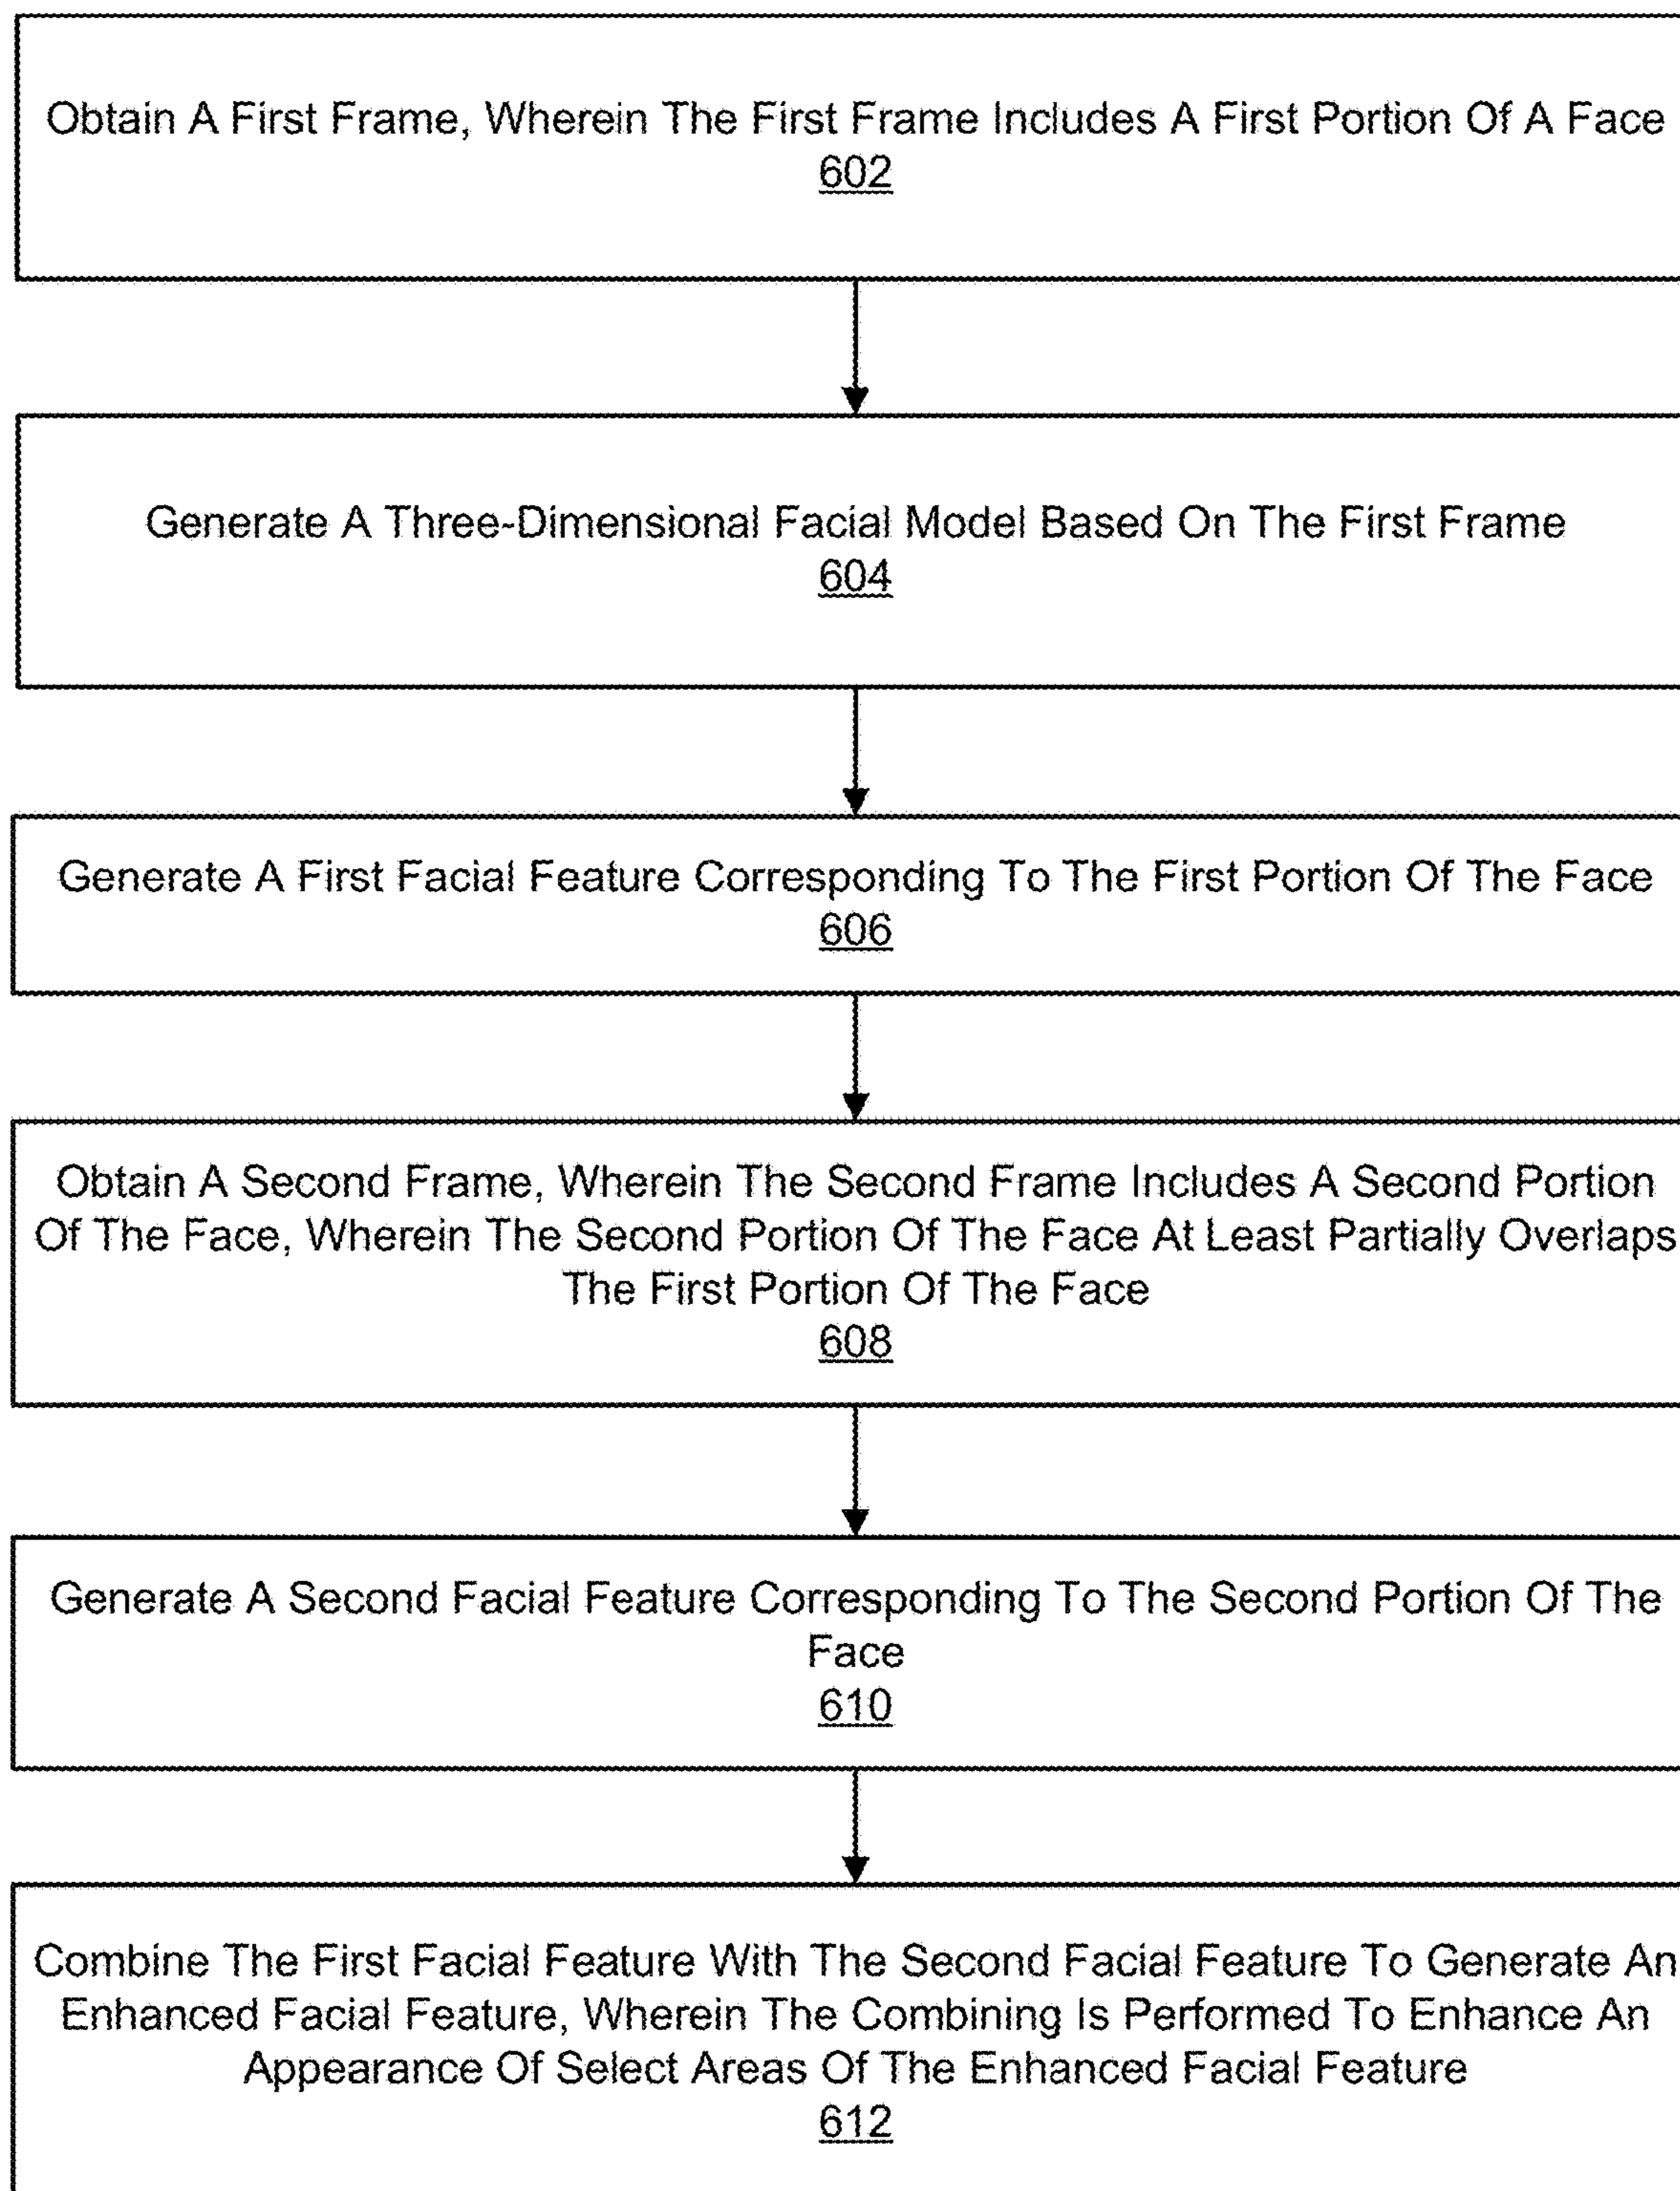 Obtain A First Frame, Wherein The First Frame Includes A First Portion Of A Face
602
Generate A Three-Dimensional Facial Model Based On The First Frame
604
Generate A First Facial Feature Corresponding To The First Portion Of The Face
606
Obtain A Second Frame, Wherein The Second Frame Includes A Second Portion
Of The Face, Wherein The Second Portion Of The Face At Least Partially Overlaps
The First Portion Of The Face
608
Generate A Second Facial Feature Corresponding To The Second Portion Of The
Face
610
Combine The First Facial Feature With The Second Facial Feature To Generate An
Enhanced Facial Feature, Wherein The Combining Is Performed To Enhance An
Appearance Of Select Areas Of The Enhanced Facial Feature
612